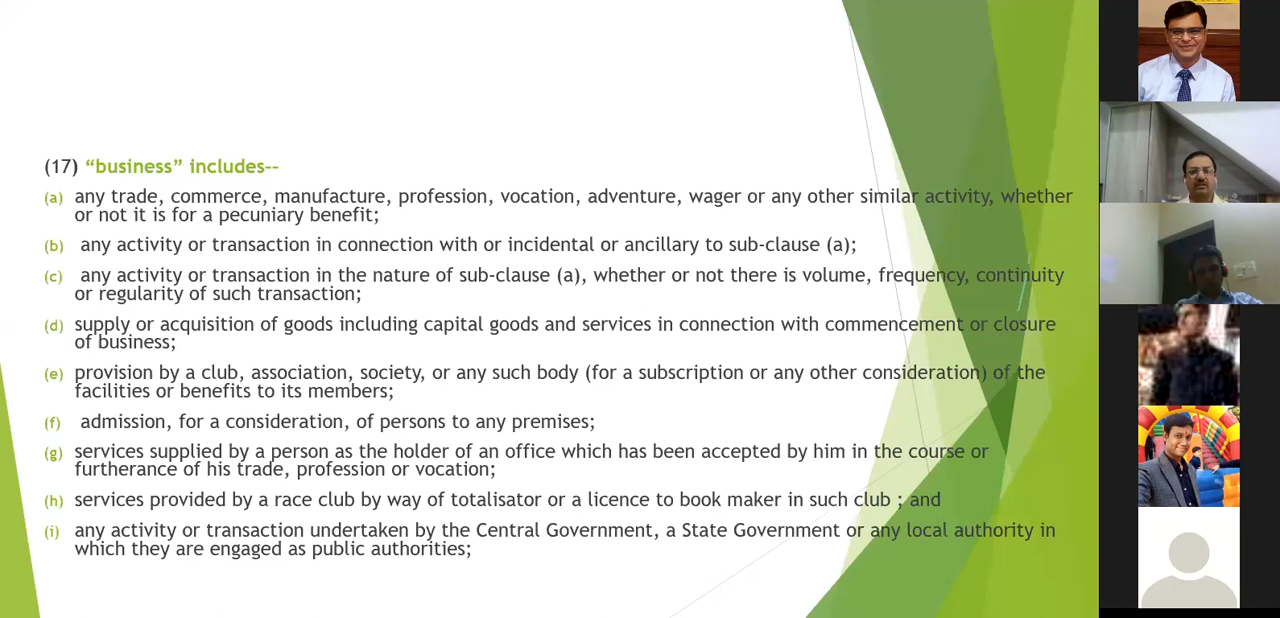 (17) “business” includes--
(a) any trade, commerce, manufacture, profession, vocation, adventure, wager or any other similar activity, whether
or not it is for a pecuniary benefit;
(b) any activity or transaction in connection with or incidental or ancillary to sub-clause (a);
(c) any activity or transaction in the nature of sub-clause (a), whether or not there is volume, frequency, continuity
or regularity of such transaction;
(d) supply or acquisition of goods including capital goods and services in connection with commencement or closure
of business;
(e) provision by a club, association, society, or any such body (for a subscription or any other consideration) of the
facilities or benefits to its members;
(f) admission, for a consideration, of persons to any premises;
(g) services supplied by a person as the holder of an office which has been accepted by him in the course or
furtherance of his trade, profession or vocation;
(h) services provided by a race club by way of totalisator or a licence to book maker in such club ; and
(i) any activity or transaction undertaken by the Central Government, a State Government or any local authority in
which they are engaged as public authorities;